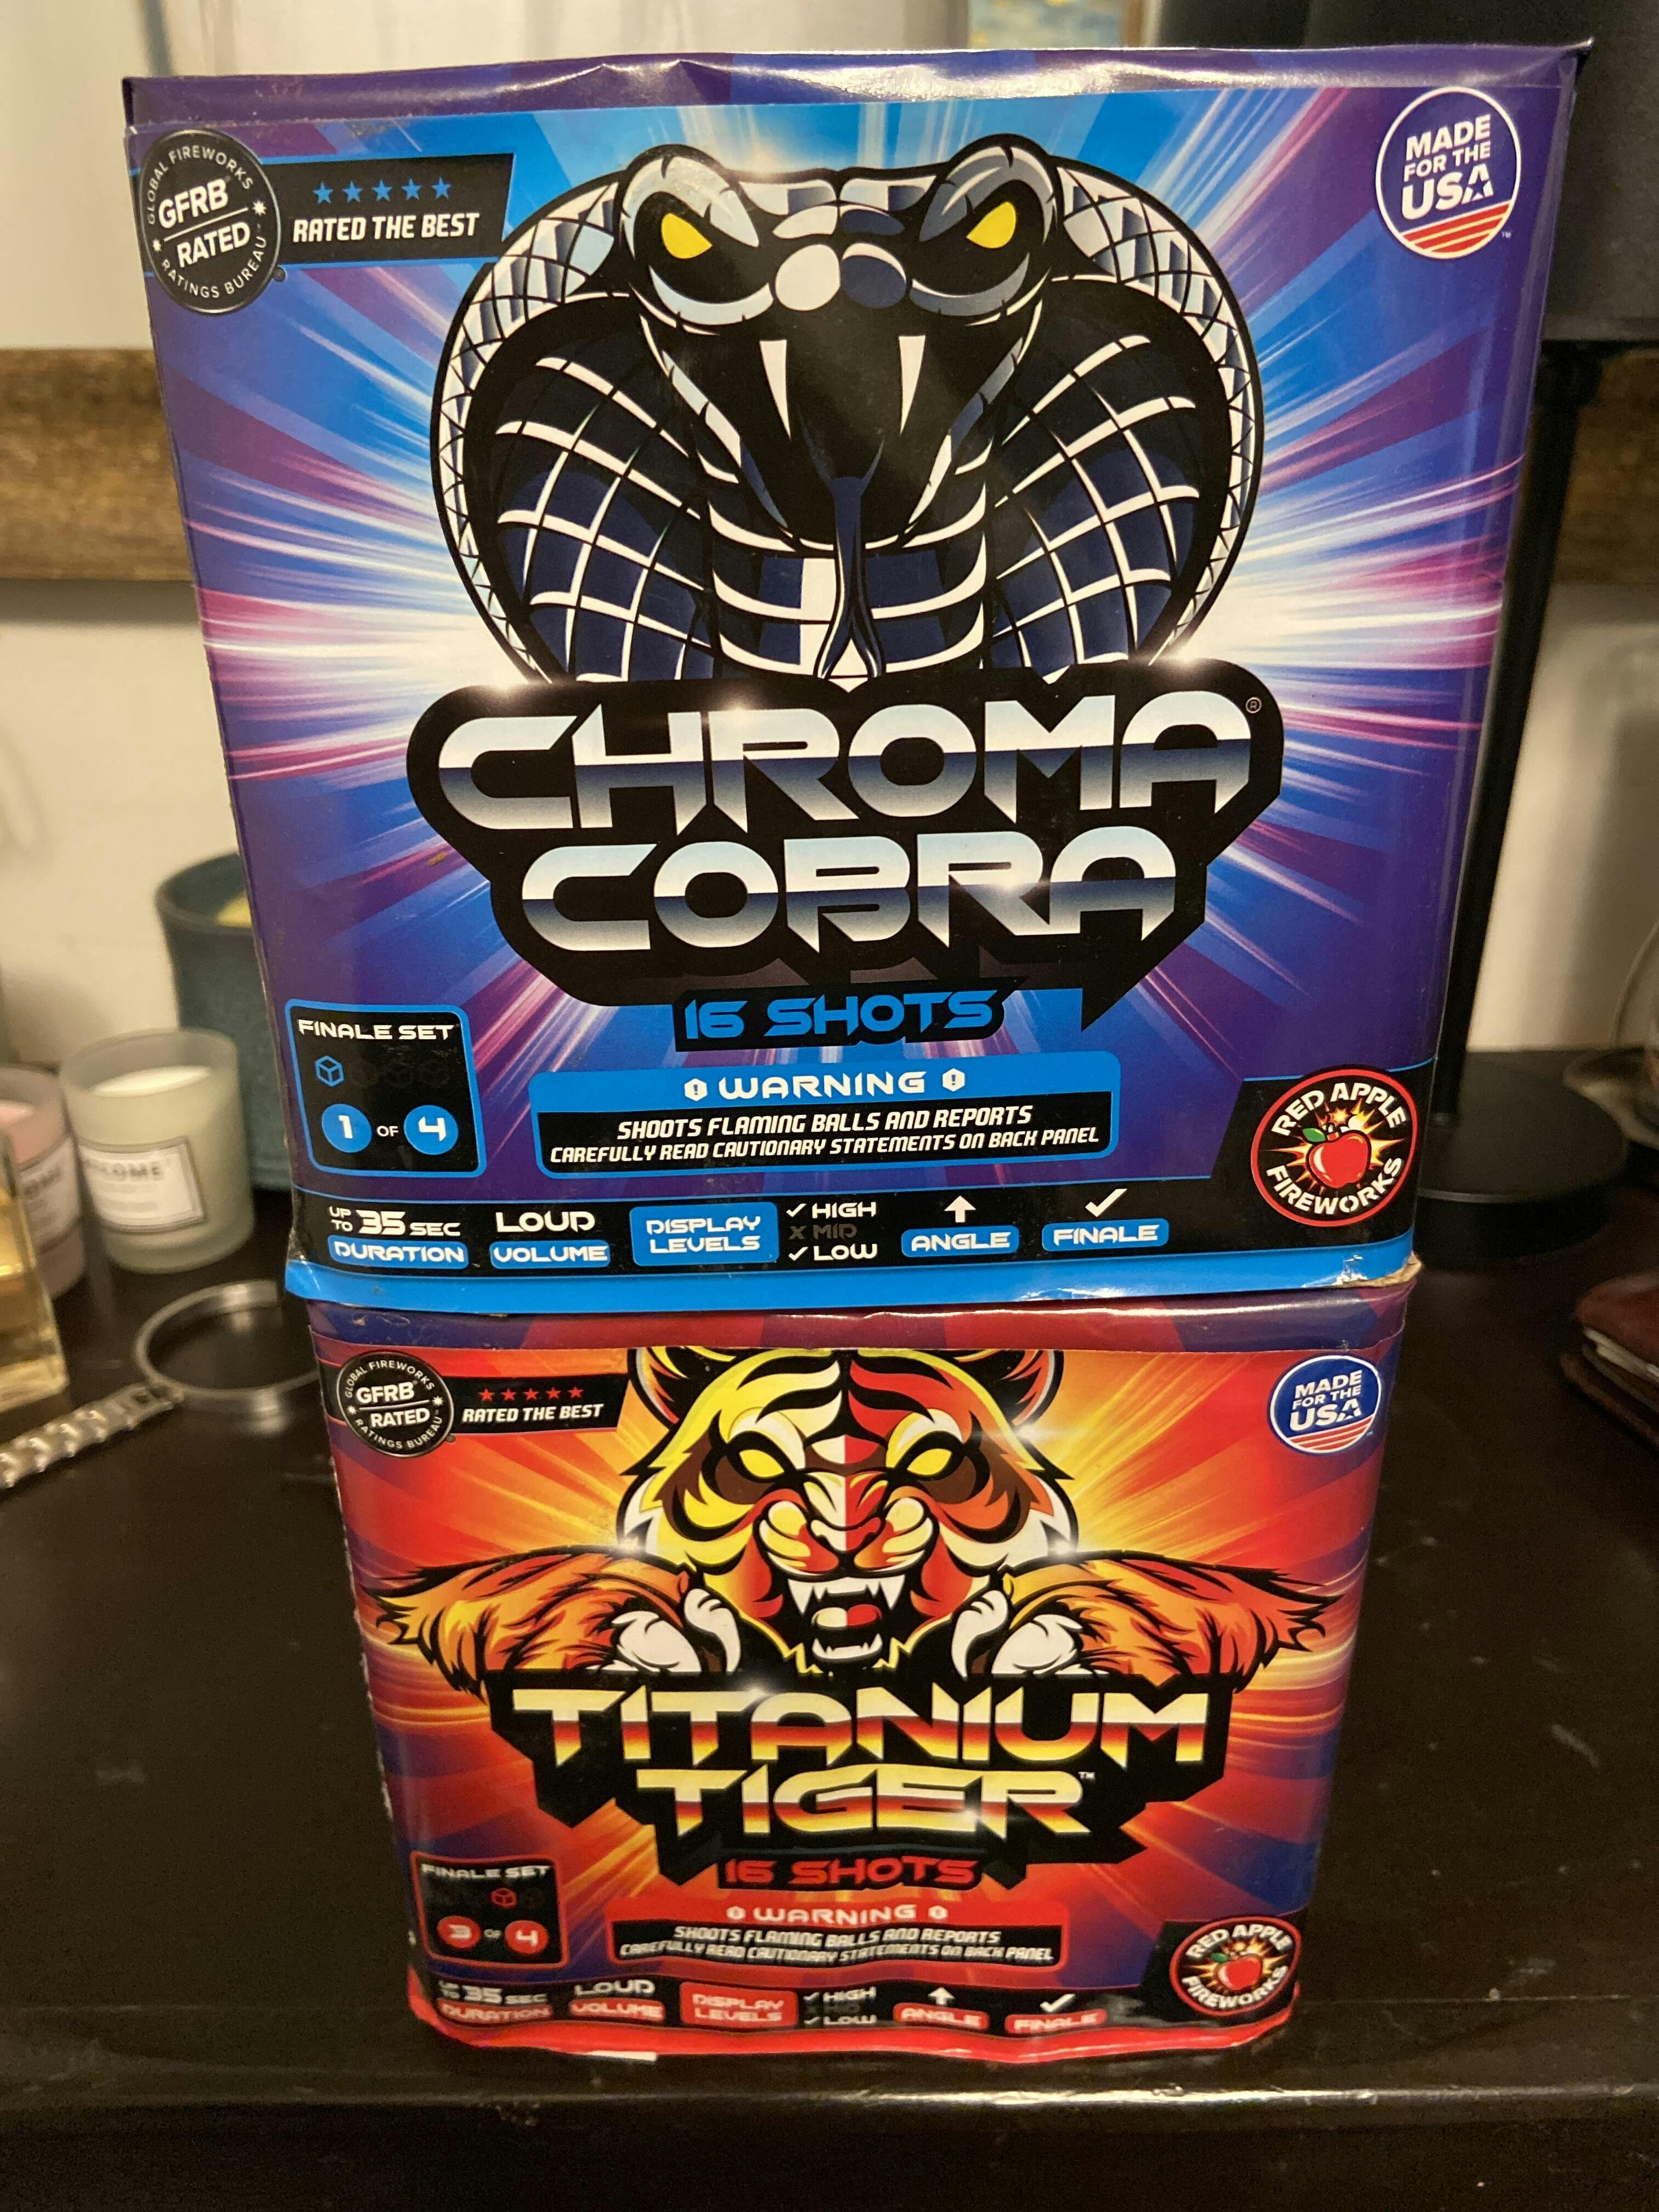 GLOBAL FIREWORKS
GFRB
RATED
RATINGS BUREAU
RATED THE BEST
MADE
FOR THE
USA
TM
CHROMA
®
COBRA
16 SHOTS
FINALE SET
1 OF 4
WARNING
SHOOTS FLAMING BALLS AND REPORTS
CAREFULLY READ CAUTIONARY STATEMENTS ON BACK PANEL
RED APPLE
FIREWORKS
UP TO 35 SEC
DURATION
LOUD
VOLUME
DISPLAY
LEVELS
✓ HIGH
X MID
✓ LOW
ANGLE
FINALE
GLOBAL FIREWORKS
GFRB
RATED
RATINGS BUREAU
RATED THE BEST
MADE
FOR THE
USA
TITANIUM
TIGER™
16 SHOTS
FINALE SET
3 OF 4
WARNING
SHOOTS FLAMING BALLS AND REPORTS
CAREFULLY READ CAUTIONARY STATEMENTS ON BACK PANEL
RED APPLE
FIREWORKS
UP TO 35 SEC
DURATION
LOUD
VOLUME
DISPLAY
LEVELS
✓ HIGH
✓ LOW
ANGLE
FINALE